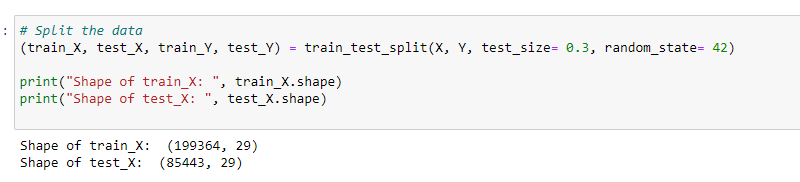 :
# Split the data
(train_X, test_X, train_Y, test_Y) = train_test_split(X, Y, test_size= 0.3, random_state= 42)
print("Shape of train_X: ", train_X.shape)
print("Shape of test_X: ", test_X.shape)
Shape of train_X:  (199364, 29)
Shape of test_X:  (85443, 29)